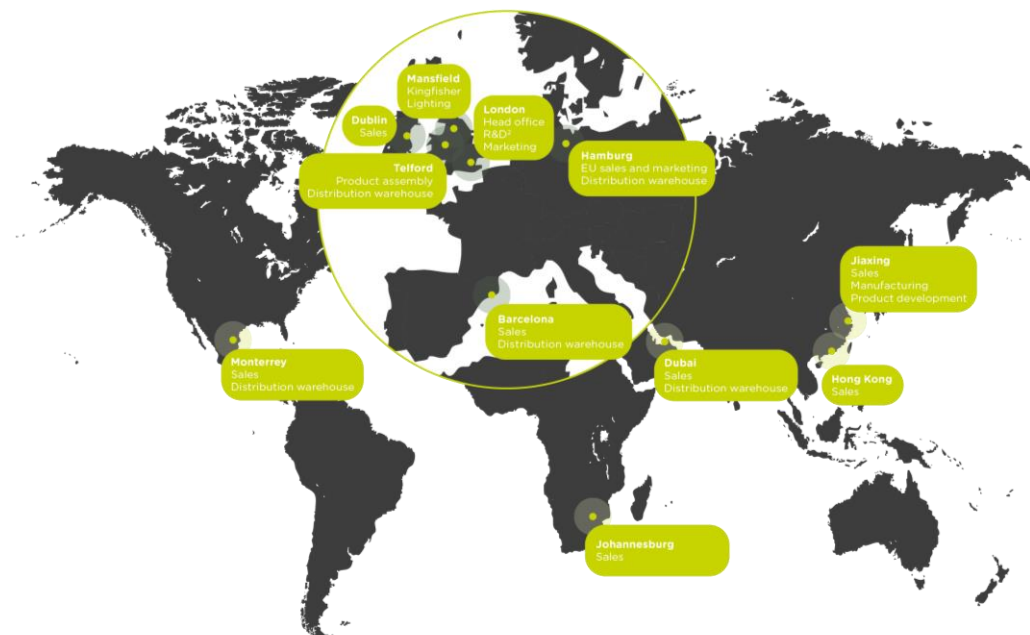 Mansfield
Kingfisher
Lighting
Dublin
Sales
London
Head office
R&D²
Marketing
Telford
Product assembly
Distribution warehouse
Hamburg
EU sales and marketing
Distribution warehouse
Jiaxing
Sales
Manufacturing
Product development
Barcelona
Sales
Distribution warehouse
Monterrey
Sales
Distribution warehouse
Dubai
Sales
Distribution warehouse
Hong Kong
Sales
Johannesburg
Sales